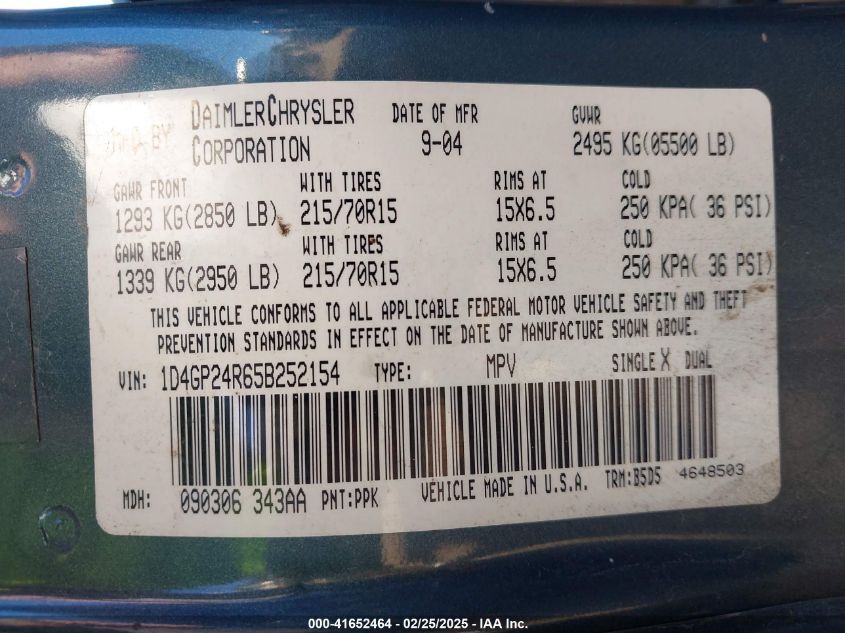 MFD BY DAIMLERCHRYSLER CORPORATION DATE OF MFR 9-04 GVWR 2495 KG(05500 LB)
GAWR FRONT WITH TIRES RIMS AT COLD
1293 KG(2850 LB) 215/70R15 15X6.5 250 KPA( 36 PSI)
GAWR REAR WITH TIRES RIMS AT COLD
1339 KG(2950 LB) 215/70R15 15X6.5 250 KPA( 36 PSI)
THIS VEHICLE CONFORMS TO ALL APPLICABLE FEDERAL MOTOR VEHICLE SAFETY AND THEFT
PREVENTION STANDARDS IN EFFECT ON THE DATE OF MANUFACTURE SHOWN ABOVE.
VIN: 1D4GP24R65B252154 TYPE: MPV SINGLE X DUAL
MDH: 090306 343AA PNT:PPK VEHICLE MADE IN U.S.A. TRM:B5D5 4648503
000-41652464 - 02/25/2025 - IAA Inc.